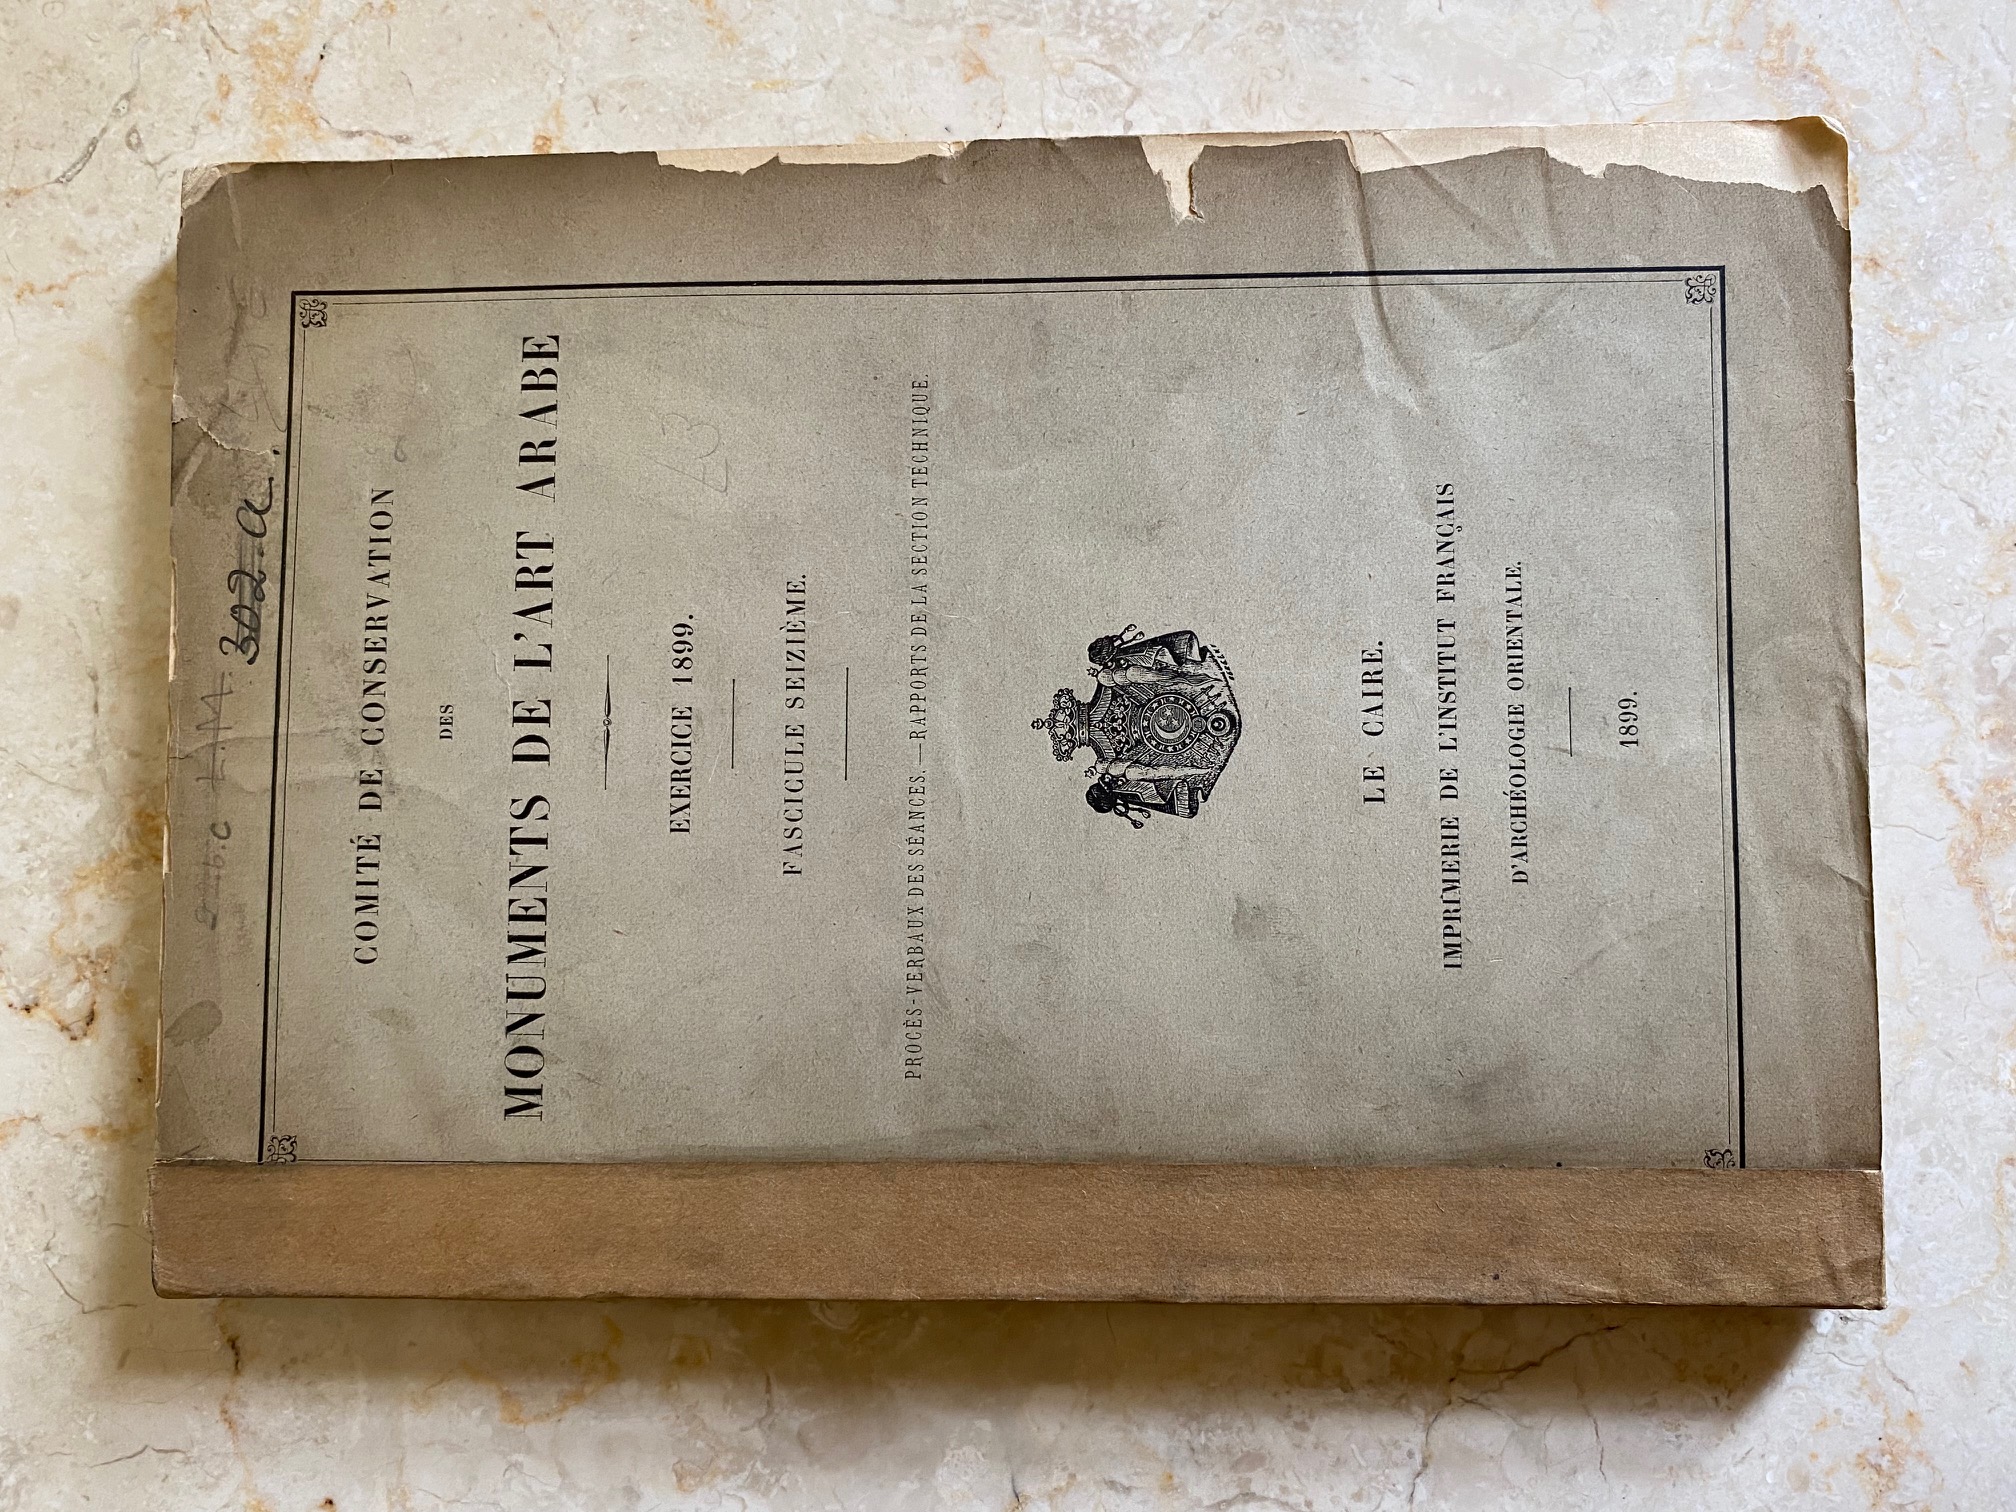 302.a
COMITÉ DE CONSERVATION
DES
MONUMENTS DE L'ART ARABE
EXERCICE 1899.
FASCICULE SEIZIÈME.
PROCÈS-VERBAUX DES SÉANCES. — RAPPORTS DE LA SECTION TECHNIQUE.
LE CAIRE.
IMPRIMERIE DE L'INSTITUT FRANÇAIS
D'ARCHÉOLOGIE ORIENTALE.
1899.